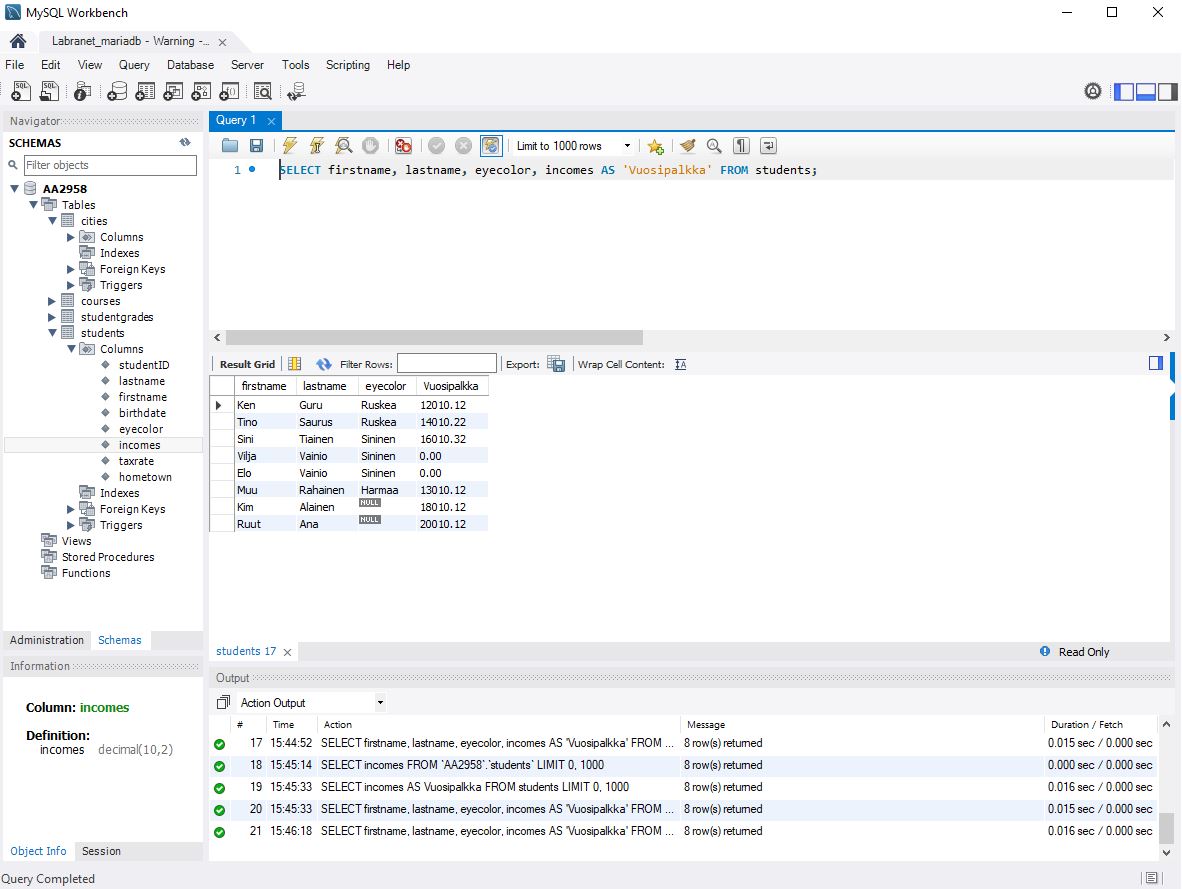 MySQL Workbench
Labranet_mariadb - Warning -...
File Edit View Query Database Server Tools Scripting Help
Navigator
SCHEMAS
Filter objects
AA2958
Tables
cities
Columns
Indexes
Foreign Keys
Triggers
courses
studentgrades
students
Columns
studentID
lastname
firstname
birthdate
eyecolor
incomes
taxrate
hometown
Indexes
Foreign Keys
Triggers
Views
Stored Procedures
Functions
Administration Schemas
Information
Column: incomes
Definition:
incomes decimal(10,2)
Object Info Session
Query 1
Limit to 1000 rows
1 SELECT firstname, lastname, eyecolor, incomes AS 'Vuosipalkka' FROM students;
Result Grid Filter Rows: Export: Wrap Cell Content:
firstname lastname eyecolor Vuosipalkka
Ken Guru Ruskea 12010.12
Tino Saurus Ruskea 14010.22
Sini Tiainen Sininen 16010.32
Vilja Vainio Sininen 0.00
Elo Vainio Sininen 0.00
Muu Rahainen Harmaa 13010.12
Kim Alainen NULL 18010.12
Ruut Ana NULL 20010.12
students 17 Read Only
Output
Action Output
# Time Action Message Duration / Fetch
17 15:44:52 SELECT firstname, lastname, eyecolor, incomes AS 'Vuosipalkka' FROM ... 8 row(s) returned 0.015 sec / 0.000 sec
18 15:45:14 SELECT incomes FROM `AA2958`.`students` LIMIT 0, 1000 8 row(s) returned 0.000 sec / 0.000 sec
19 15:45:33 SELECT incomes AS Vuosipalkka FROM students LIMIT 0, 1000 8 row(s) returned 0.016 sec / 0.000 sec
20 15:45:33 SELECT firstname, lastname, eyecolor, incomes AS 'Vuosipalkka' FROM ... 8 row(s) returned 0.015 sec / 0.000 sec
21 15:46:18 SELECT firstname, lastname, eyecolor, incomes AS 'Vuosipalkka' FROM ... 8 row(s) returned 0.016 sec / 0.000 sec
Query Completed